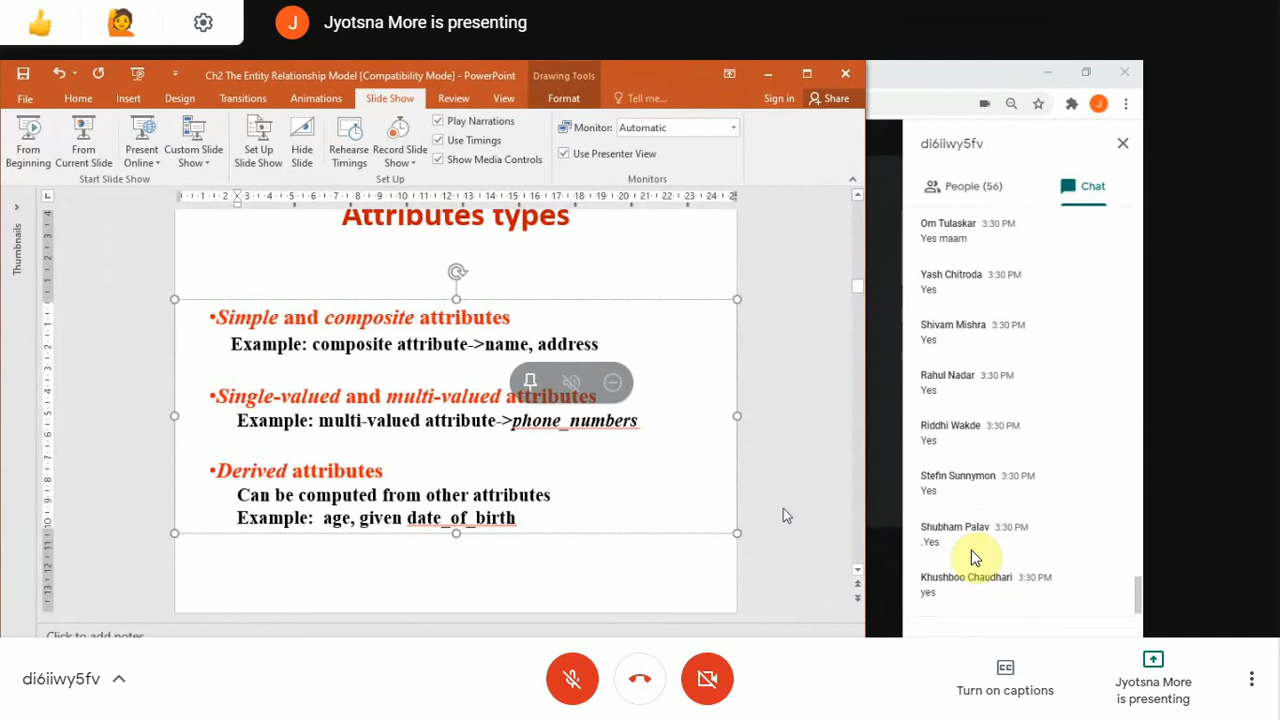 Jyotsna More is presenting
J
Ch2 The Entity Relationship Model [Compatibility Mode] - PowerPoint
Drawing Tools
File
Home
Insert
Design
Transitions
Animations
Slide Show
Review
View
Format
Tell me...
Sign in
Share
From Beginning
From Current Slide
Present Online
Custom Slide Show
Start Slide Show
Set Up Slide Show
Hide Slide
Rehearse Timings
Record Slide Show
Play Narrations
Use Timings
Show Media Controls
Set Up
Monitor:
Automatic
Use Presenter View
Monitors
Thumbnails
Attributes types
•Simple and composite attributes
Example: composite attribute->name, address
•Single-valued and multi-valued attributes
Example: multi-valued attribute->phone_numbers
•Derived attributes
Can be computed from other attributes
Example: age, given date_of_birth
Click to add notes
J
di6iiwy5fv
People (56)
Chat
Om Tulaskar 3:30 PM
Yes maam
Yash Chitroda 3:30 PM
Yes
Shivam Mishra 3:30 PM
Yes
Rahul Nadar 3:30 PM
Yes
Riddhi Wakde 3:30 PM
Yes
Stefin Sunnymon 3:30 PM
Yes
Shubham Palav 3:30 PM
.Yes
Khushboo Chaudhari 3:30 PM
yes
di6iiwy5fv
Turn on captions
Jyotsna More
is presenting